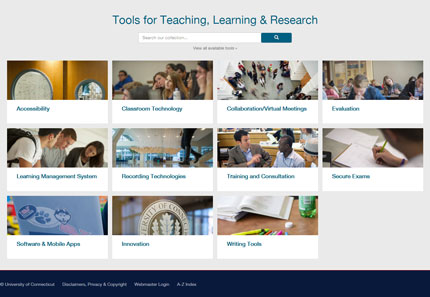 Tools for Teaching, Learning & Research
Search our collection...
View all available tools »
Accessibility
Classroom Technology
Collaboration/Virtual Meetings
Evaluation
Learning Management System
Recording Technologies
Training and Consultation
Secure Exams
Software & Mobile Apps
Innovation
Writing Tools
© University of Connecticut
Disclaimers, Privacy & Copyright
Webmaster Login
A-Z Index